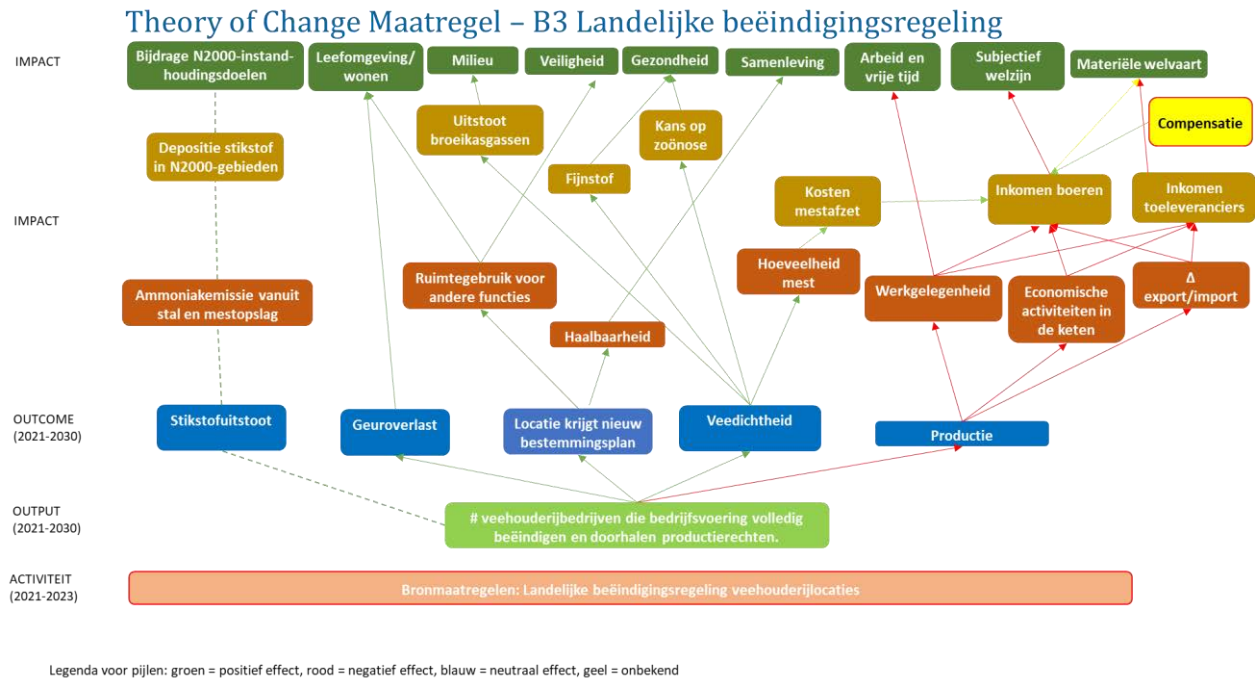 Theory of Change Maatregel – B3 Landelijke beëindigingsregeling
IMPACT
Bijdrage N2000-instand-
houdingsdoelen
Leefomgeving/
wonen
Milieu
Veiligheid
Gezondheid
Samenleving
Arbeid en
vrije tijd
Subjectief
welzijn
Materiële welvaart
Compensatie
Uitstoot
broeikasgassen
Kans op
zoönose
Depositie stikstof
in N2000-gebieden
Fijnstof
Kosten
mestafzet
Inkomen boeren
Inkomen
toeleveranciers
IMPACT
Ruimtegebruik voor
andere functies
Hoeveelheid
mest
Werkgelegenheid
Economische
activiteiten in
de keten
Δ
export/import
Ammoniakemissie vanuit
stal en mestopslag
Haalbaarheid
OUTCOME
(2021-2030)
Stikstofuitstoot
Geuroverlast
Locatie krijgt nieuw
bestemmingsplan
Veedichtheid
Productie
OUTPUT
(2021-2030)
# veehouderijbedrijven die bedrijfsvoering volledig
beëindigen en doorhalen productierechten.
ACTIVITEIT
(2021-2023)
Bronmaatregelen: Landelijke beëindigingsregeling veehouderijlocaties
Legenda voor pijlen: groen = positief effect, rood = negatief effect, blauw = neutraal effect, geel = onbekend